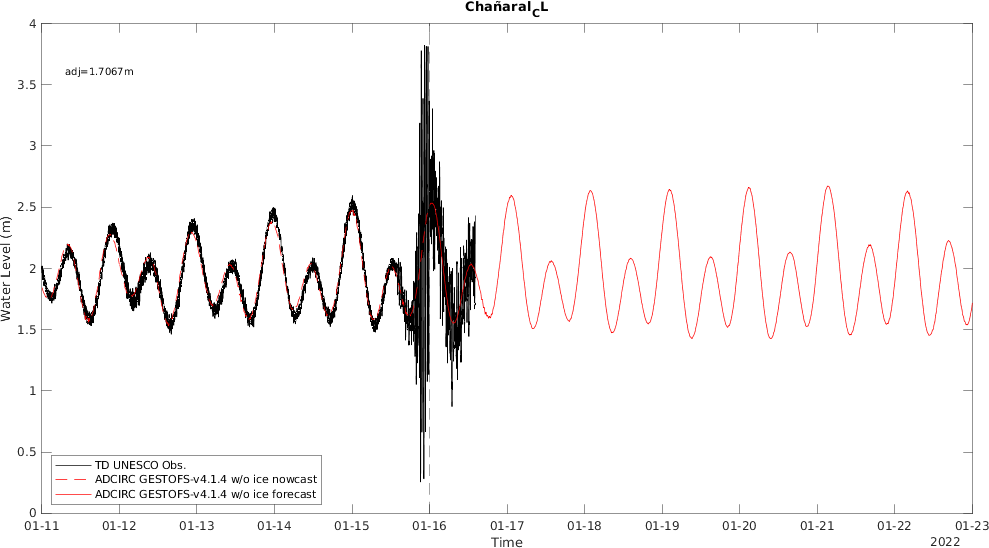 Chañaral_CL
4
adj=1.7067m
3.5
3
2.5
2
1.5
1
0.5
0
Water Level (m)
TD UNESCO Obs.
ADCIRC GESTOFS-v4.1.4 w/o ice nowcast
ADCIRC GESTOFS-v4.1.4 w/o ice forecast
01-11 01-12 01-13 01-14 01-15 01-16 01-17 01-18 01-19 01-20 01-21 01-22 01-23
Time
2022